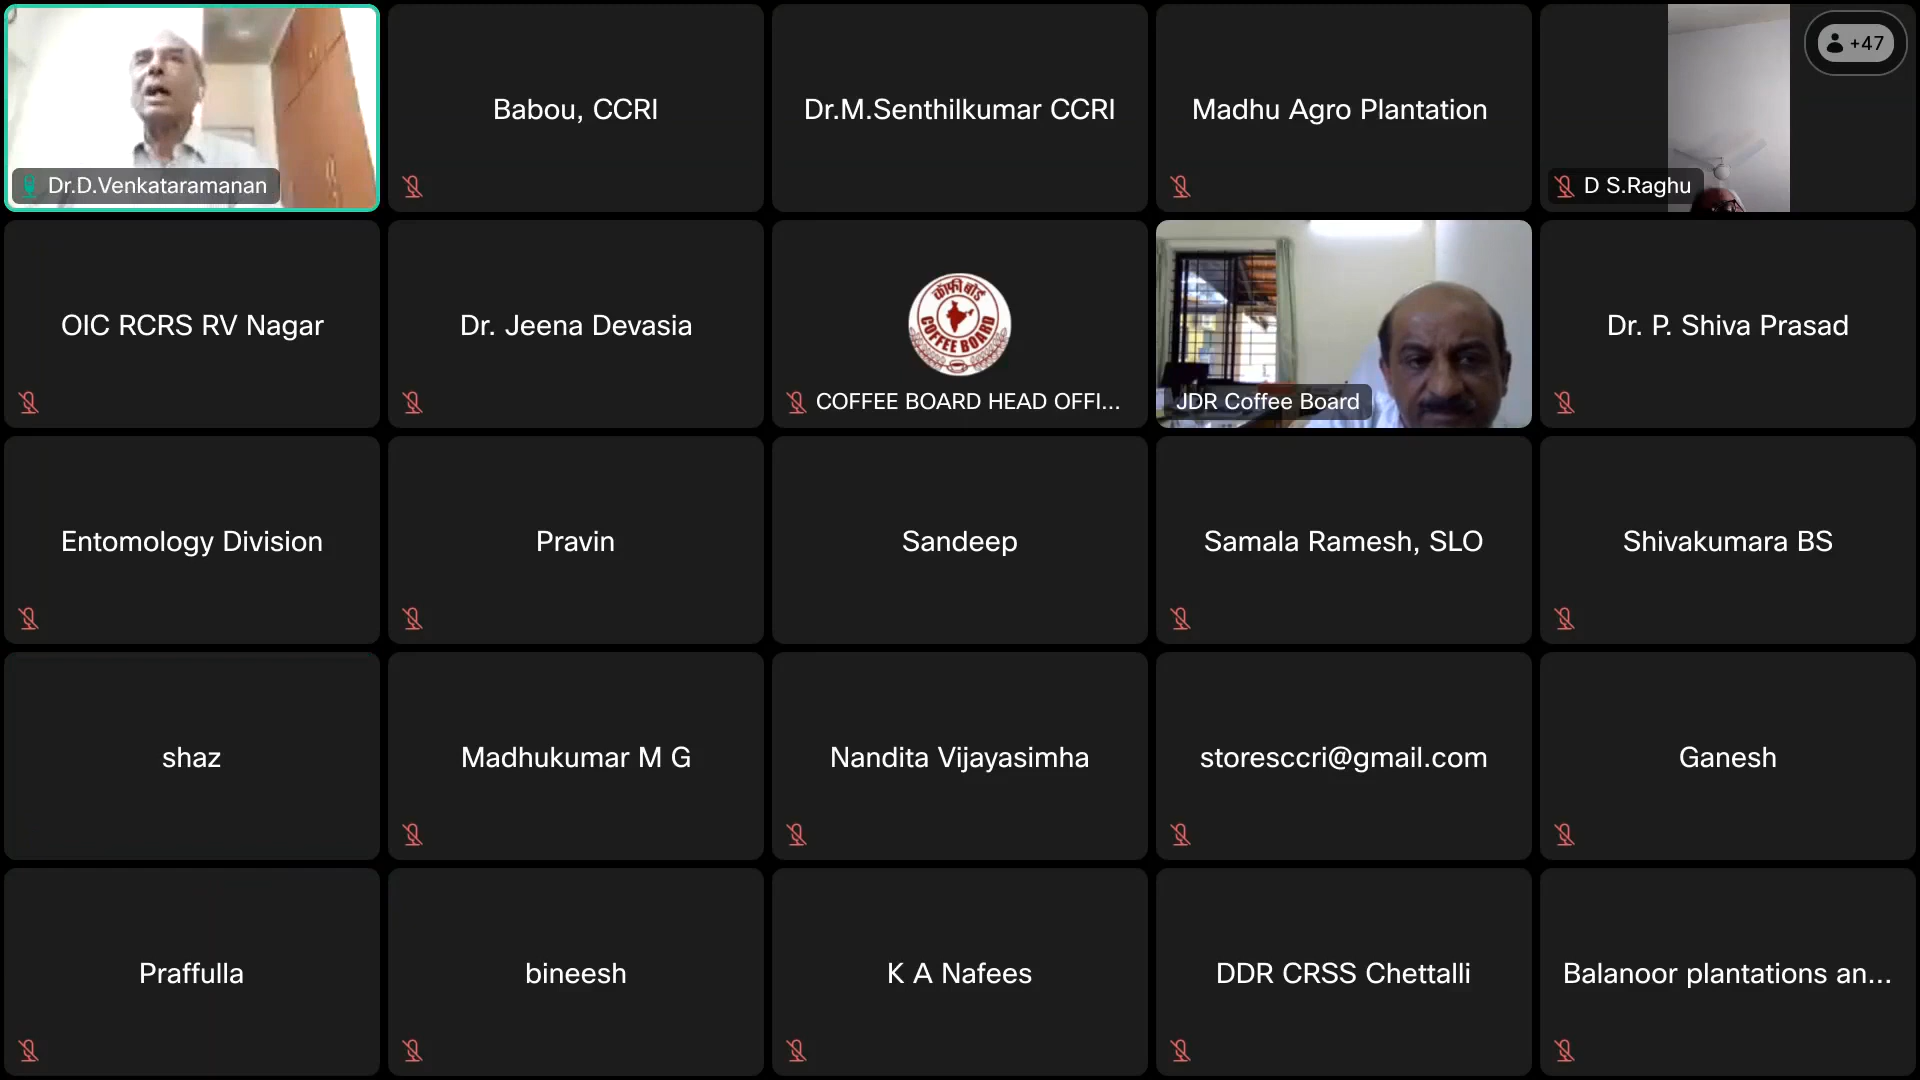 Dr.D.Venkataramanan
Babou, CCRI
Dr.M.Senthilkumar CCRI
Madhu Agro Plantation
D S.Raghu
+47
OIC RCRS RV Nagar
Dr. Jeena Devasia
कॉफी बोर्ड
COFFEE BOARD
COFFEE BOARD HEAD OFFI...
JDR Coffee Board
Dr. P. Shiva Prasad
Entomology Division
Pravin
Sandeep
Samala Ramesh, SLO
Shivakumara BS
shaz
Madhukumar M G
Nandita Vijayasimha
storesccri@gmail.com
Ganesh
Praffulla
bineesh
K A Nafees
DDR CRSS Chettalli
Balanoor plantations an...